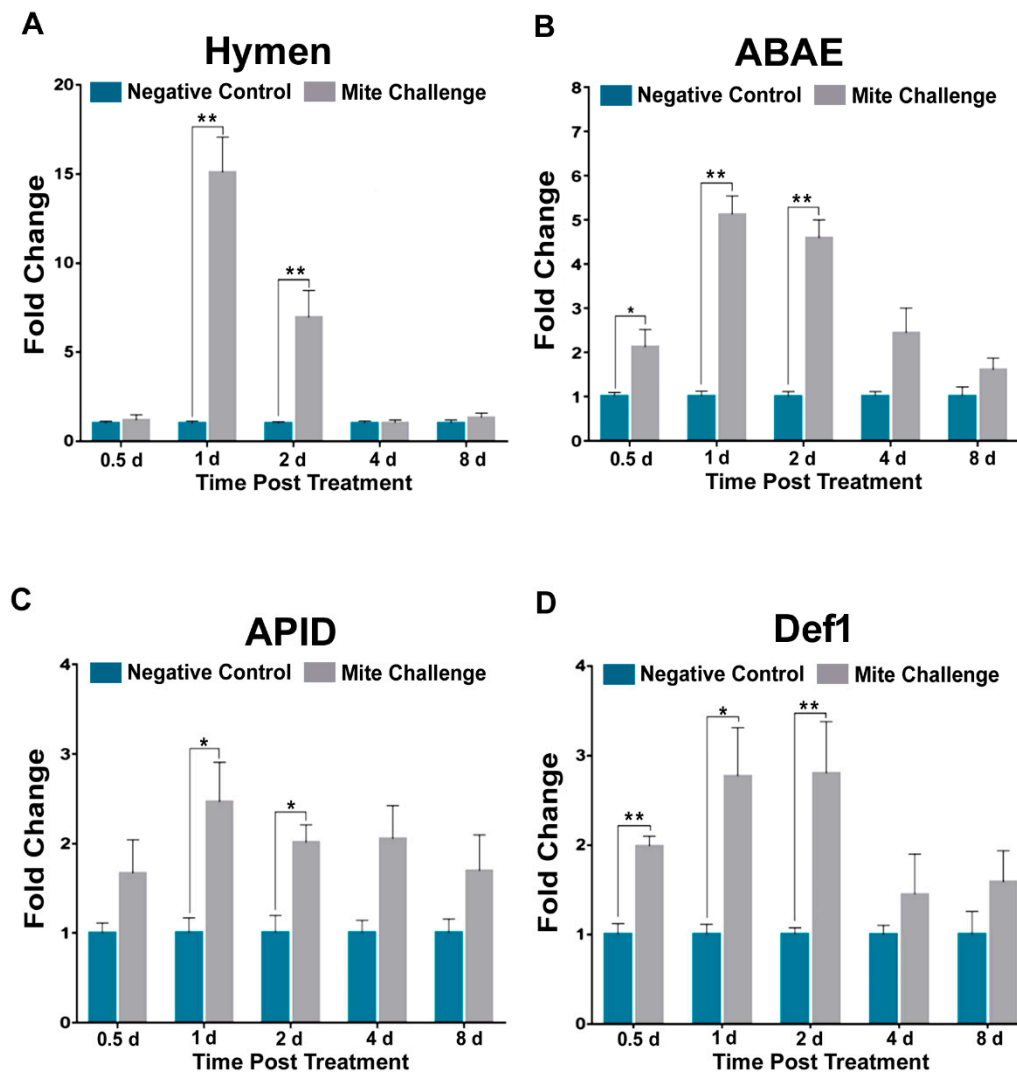 A
Hymen
Negative Control Mite Challenge
Fold Change
20
15
10
5
0
**
**
0.5 d 1 d 2 d 4 d 8 d
Time Post Treatment
B
ABAE
Negative Control Mite Challenge
Fold Change
8
7
6
5
4
3
2
1
0
*
**
**
0.5 d 1 d 2 d 4 d 8 d
Time Post Treatment
C
APID
Negative Control Mite Challenge
Fold Change
4
3
2
1
0
*
*
0.5 d 1 d 2 d 4 d 8 d
Time Post Treatment
D
Def1
Negative Control Mite Challenge
Fold Change
4
3
2
1
0
**
*
**
0.5 d 1 d 2 d 4 d 8 d
Time Post Treatment